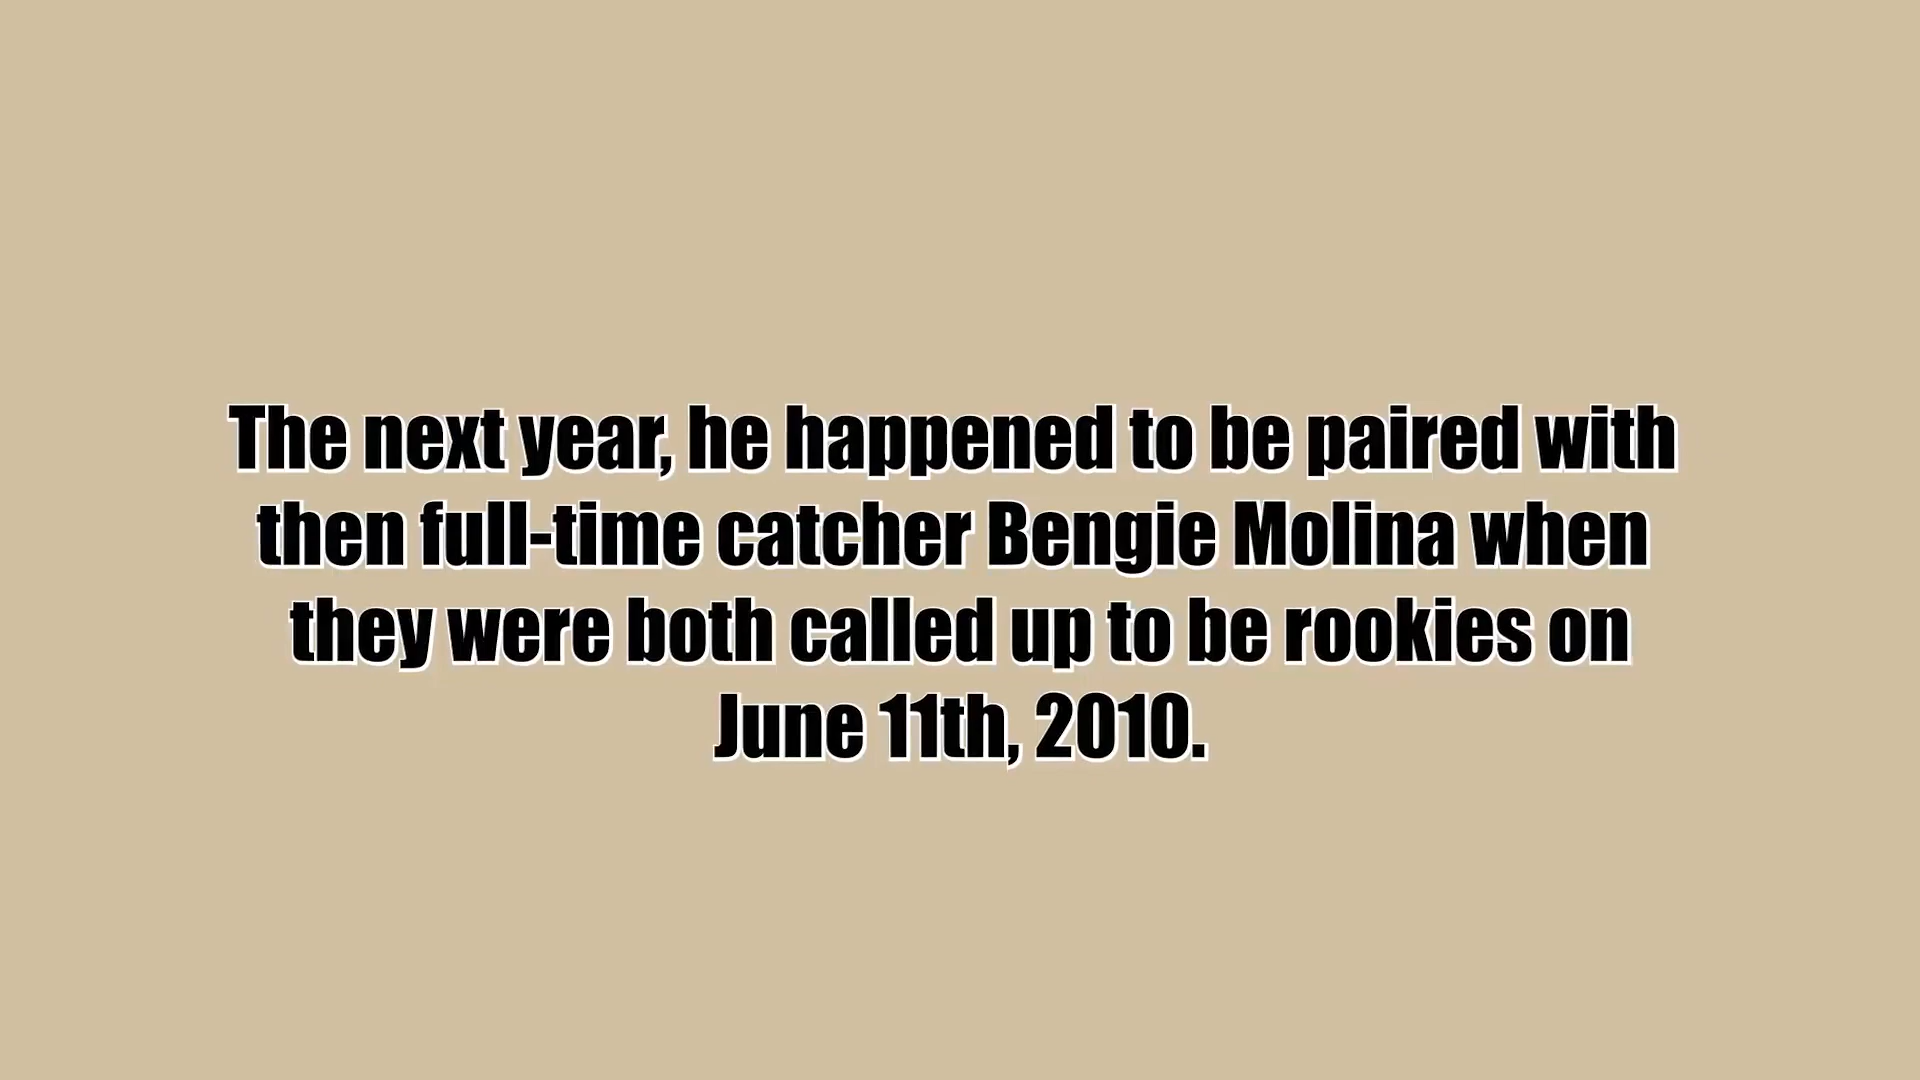 The next year, he happened to be paired with
then full-time catcher Bengie Molina when
they were both called up to be rookies on
June 11th, 2010.